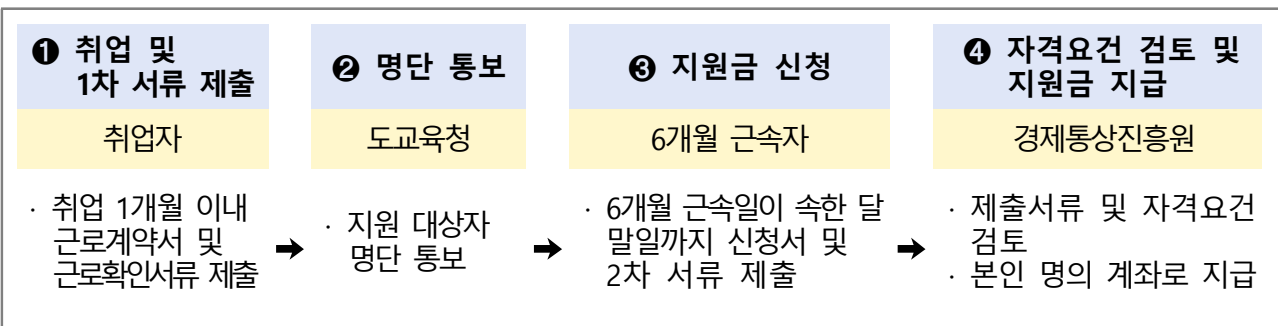 ❶ 취업 및
1차 서류 제출
❷ 명단 통보
❸ 지원금 신청
❹ 자격요건 검토 및
지원금 지급
취업자
도교육청
6개월 근속자
경제통상진흥원
· 취업 1개월 이내
근로계약서 및
근로확인서류 제출
➡
· 지원 대상자
명단 통보
➡
· 6개월 근속일이 속한 달
말일까지 신청서 및
2차 서류 제출
➡
· 제출서류 및 자격요건
검토
· 본인 명의 계좌로 지급